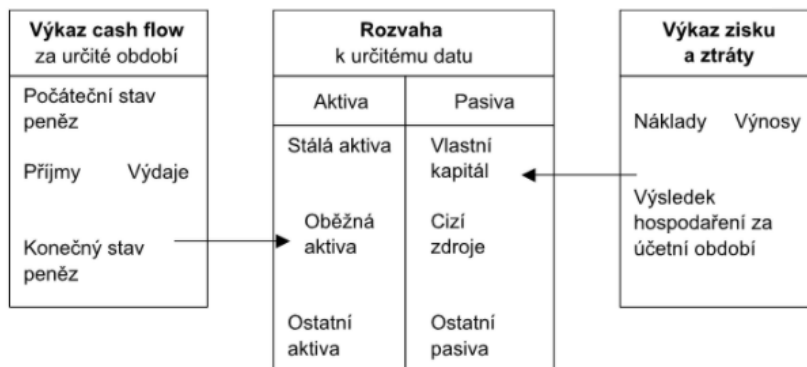 Výkaz cash flow
za určité období
Počáteční stav
peněz
Příjmy Výdaje
Konečný stav
peněz
Rozvaha
k určitému datu
Aktiva Pasiva
Stálá aktiva
Oběžná
aktiva
Ostatní
aktiva
Vlastní
kapitál
Cizí
zdroje
Ostatní
pasiva
Výkaz zisku
a ztráty
Náklady Výnosy
Výsledek
hospodaření za
účetní období